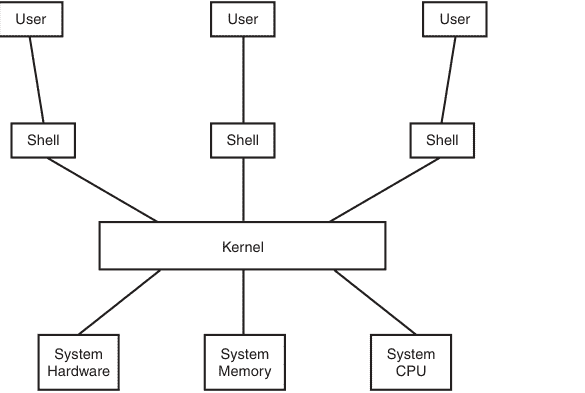 User
User
User
Shell
Shell
Shell
Kernel
System
Hardware
System
Memory
System
CPU